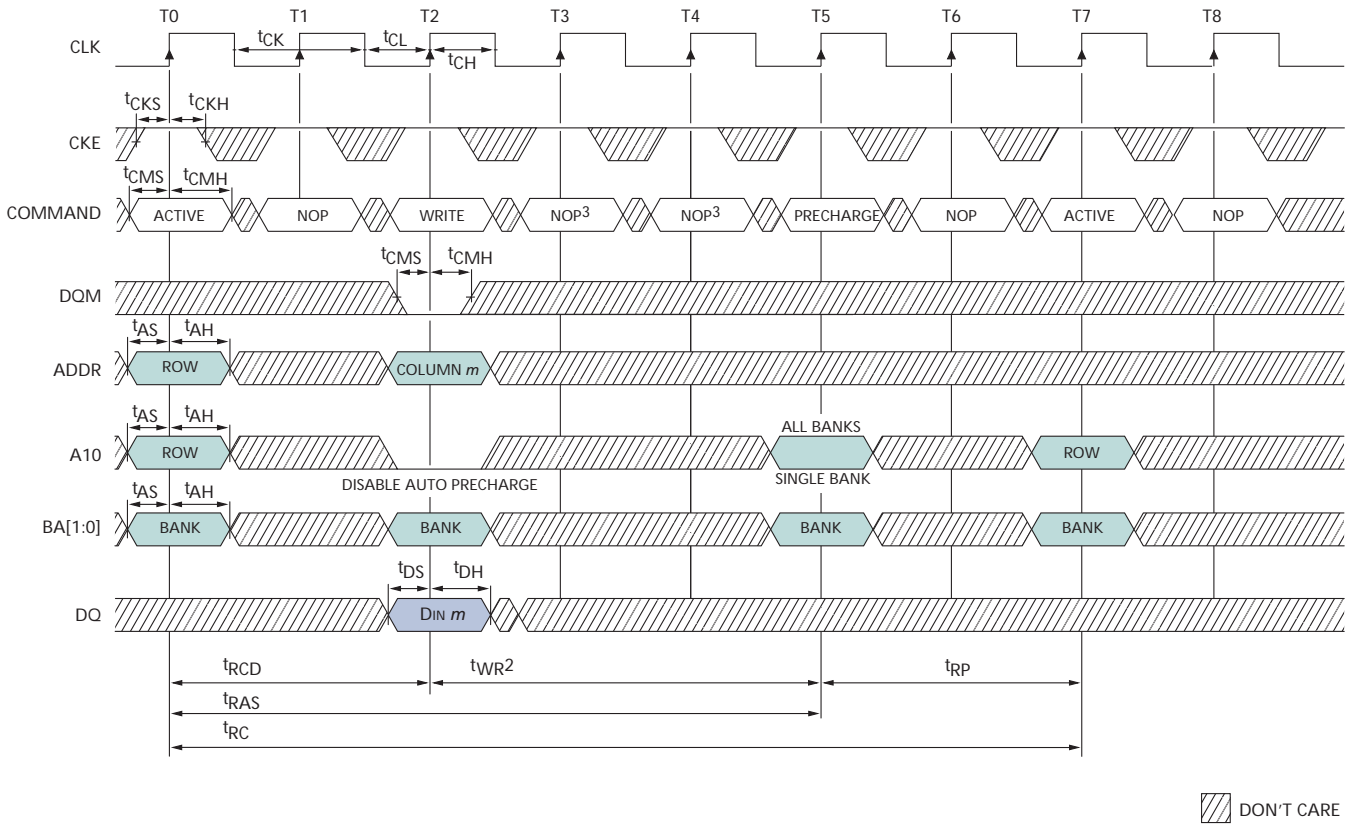 T0 T1 T2 T3 T4 T5 T6 T7 T8
CLK tCK tCL tCH
tCKS tCKH
CKE
tCMS tCMH
COMMAND ACTIVE NOP WRITE NOP3 NOP3 PRECHARGE NOP ACTIVE NOP
tCMS tCMH
DQM
tAS tAH
ADDR ROW COLUMN m
tAS tAH ALL BANKS
A10 ROW ROW
DISABLE AUTO PRECHARGE SINGLE BANK
tAS tAH
BA[1:0] BANK BANK BANK BANK
tDS tDH
DQ DIN m
tRCD tWR2 tRP
tRAS
tRC
DON'T CARE